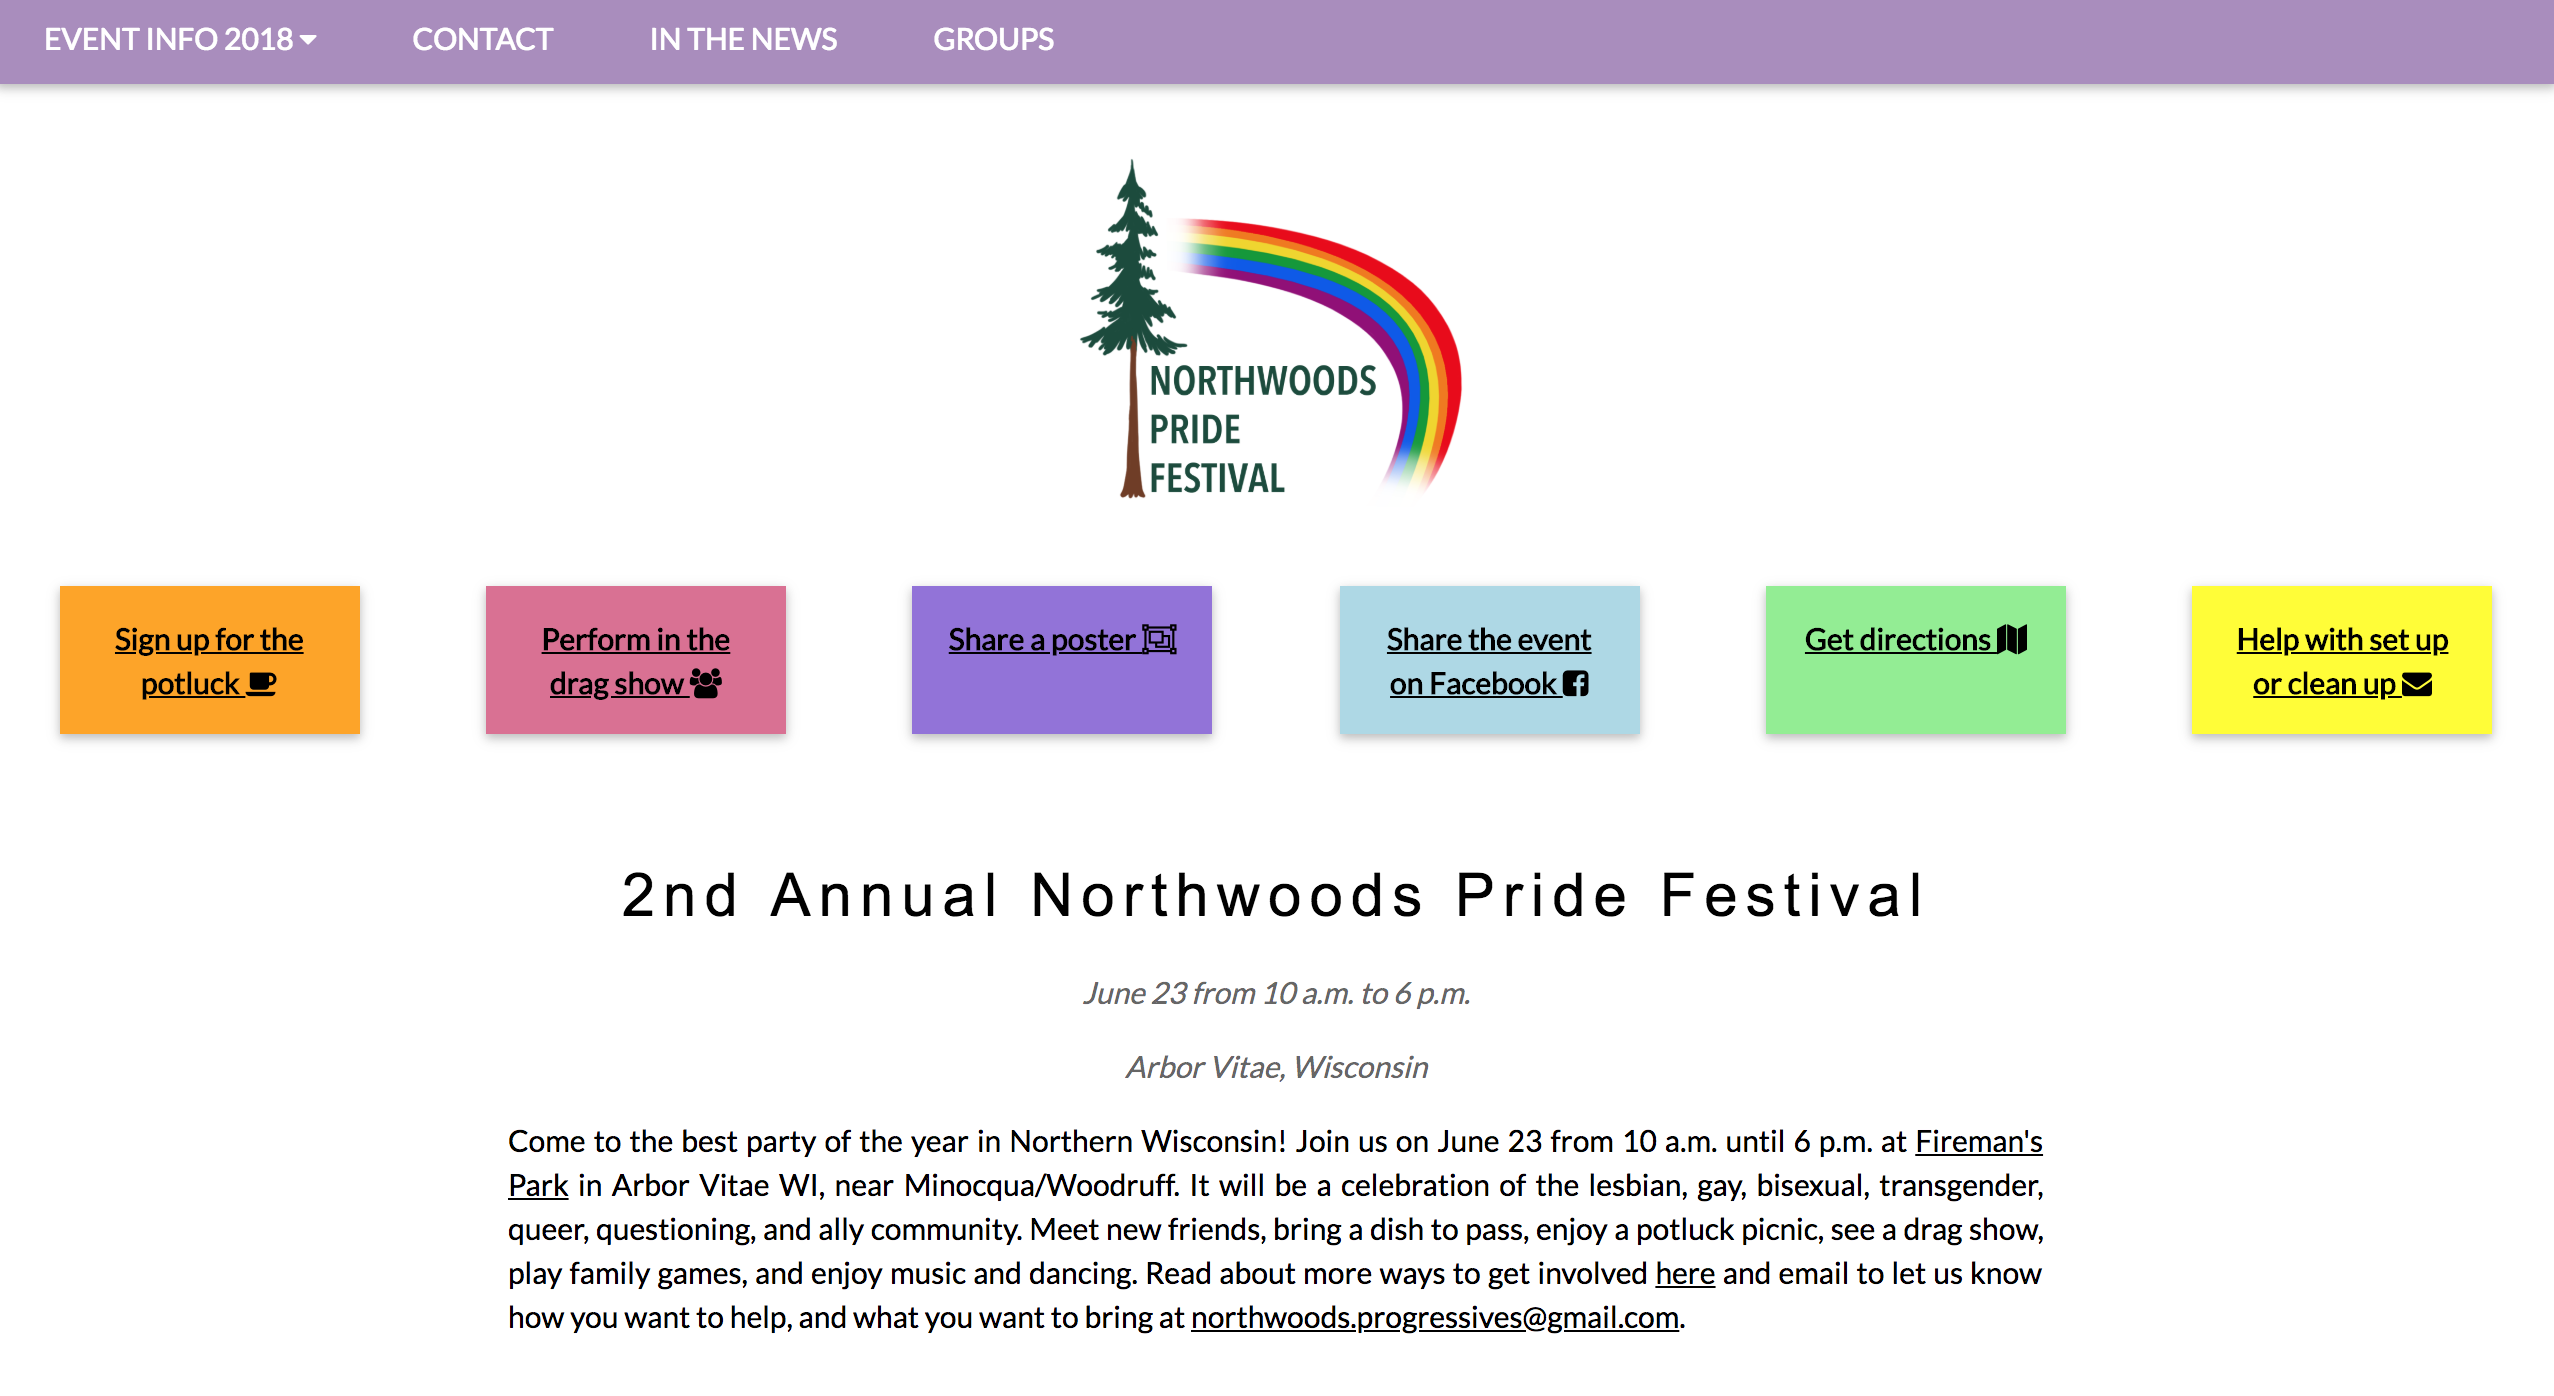 EVENT INFO 2018 CONTACT IN THE NEWS GROUPS
NORTHWOODS
PRIDE
FESTIVAL
Sign up for the
potluck
Perform in the
drag show
Share a poster
Share the event
on Facebook
Get directions
Help with set up
or clean up
2nd Annual Northwoods Pride Festival
June 23 from 10 a.m. to 6 p.m.
Arbor Vitae, Wisconsin
Come to the best party of the year in Northern Wisconsin! Join us on June 23 from 10 a.m. until 6 p.m. at Fireman's
Park in Arbor Vitae WI, near Minocqua/Woodruff. It will be a celebration of the lesbian, gay, bisexual, transgender,
queer, questioning, and ally community. Meet new friends, bring a dish to pass, enjoy a potluck picnic, see a drag show,
play family games, and enjoy music and dancing. Read about more ways to get involved here and email to let us know
how you want to help, and what you want to bring at northwoods.progressives@gmail.com.